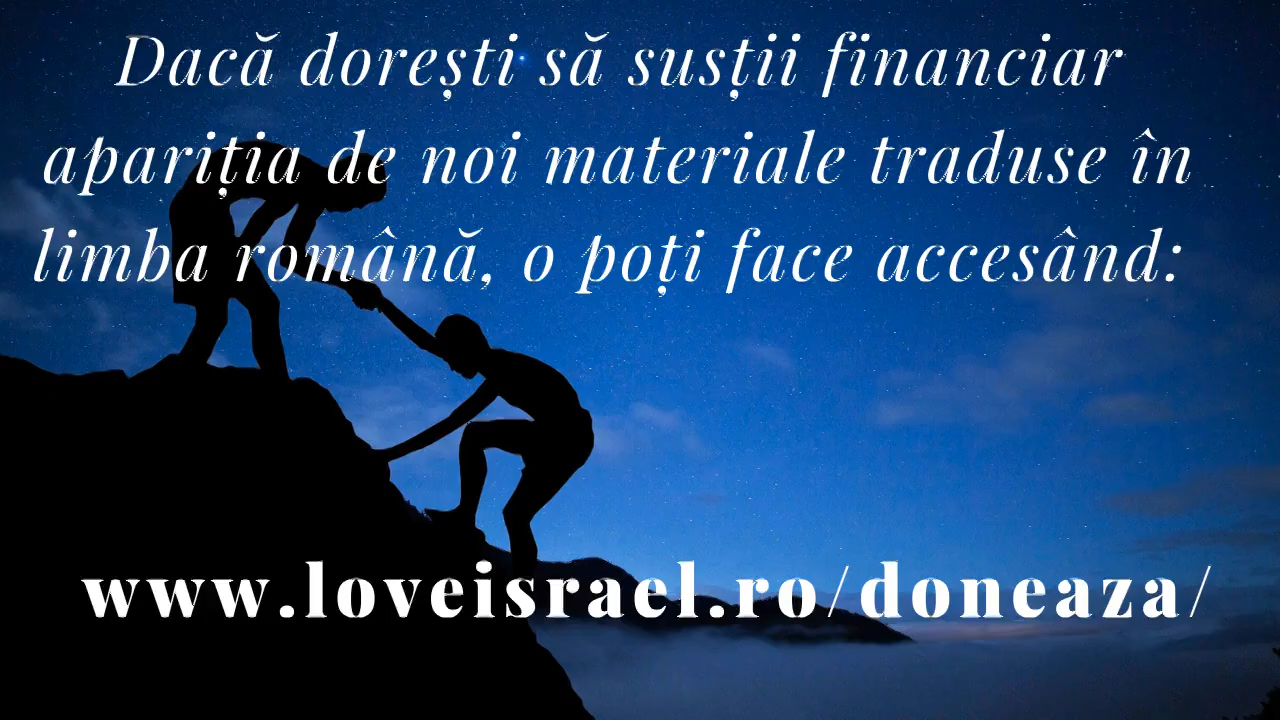 Dacă dorești să susții financiar
apariția de noi materiale traduse în
limba română, o poți face accesând:
www.loveisrael.ro/doneaza/